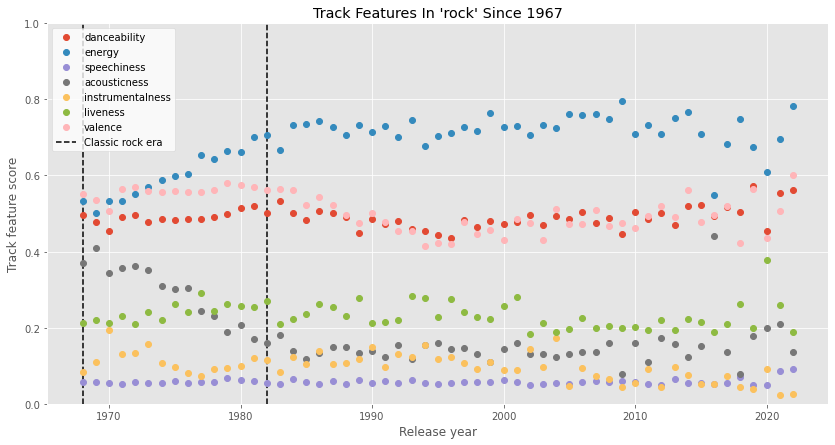 Track Features In 'rock' Since 1967
1.0
0.8
0.6
0.4
0.2
0.0
Track feature score
danceability
energy
speechiness
acousticness
instrumentalness
liveness
valence
Classic rock era
1970
1980
1990
2000
2010
2020
Release year